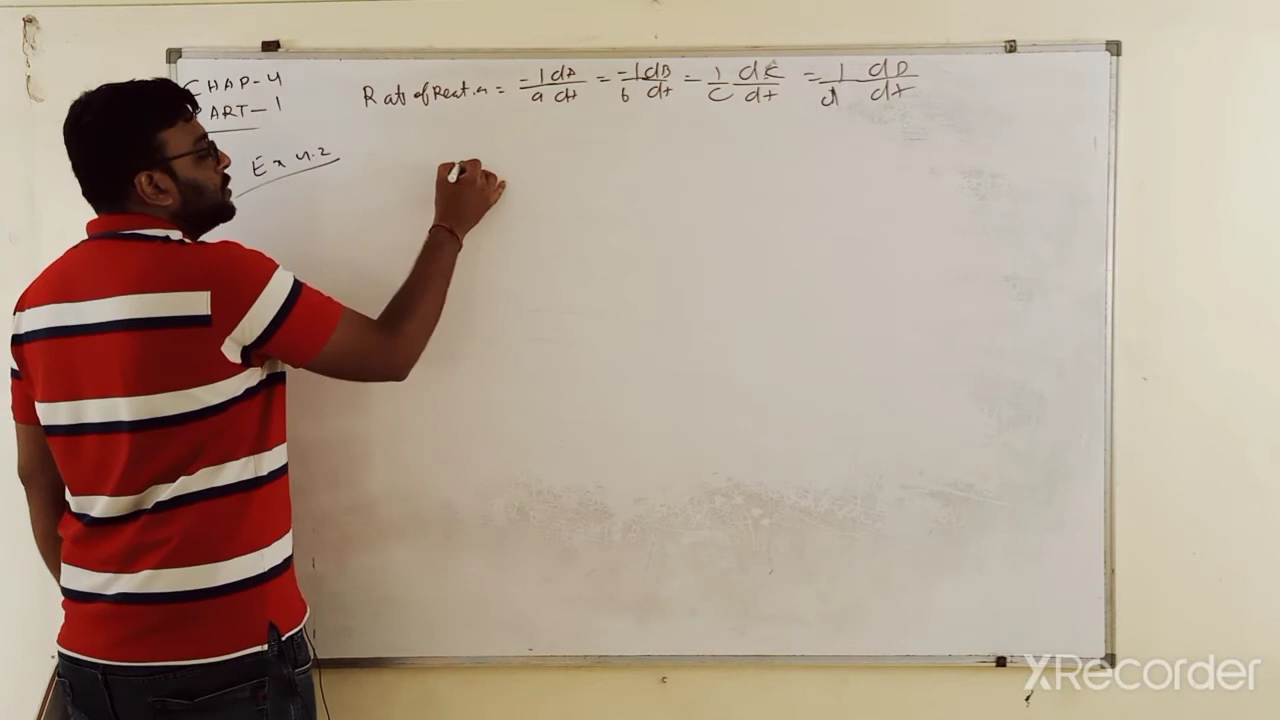 CHAP-4
PART-1
Rate of React.n = -1/a dA/dt = -1/b dB/dt = 1/C dC/dt = 1/d dD/dt
Ex 4.2
XRecorder